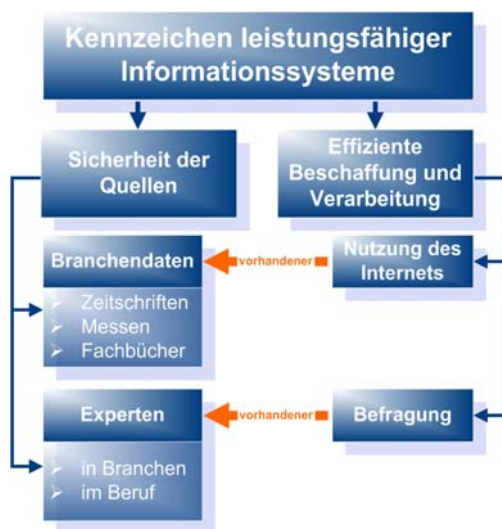 Kennzeichen leistungsfähiger
Informationssysteme
Sicherheit der
Quellen
Effiziente
Beschaffung und
Verarbeitung
Branchendaten
Zeitschriften
Messen
Fachbücher
vorhandener
Nutzung des
Internets
Experten
in Branchen
im Beruf
vorhandener
Befragung